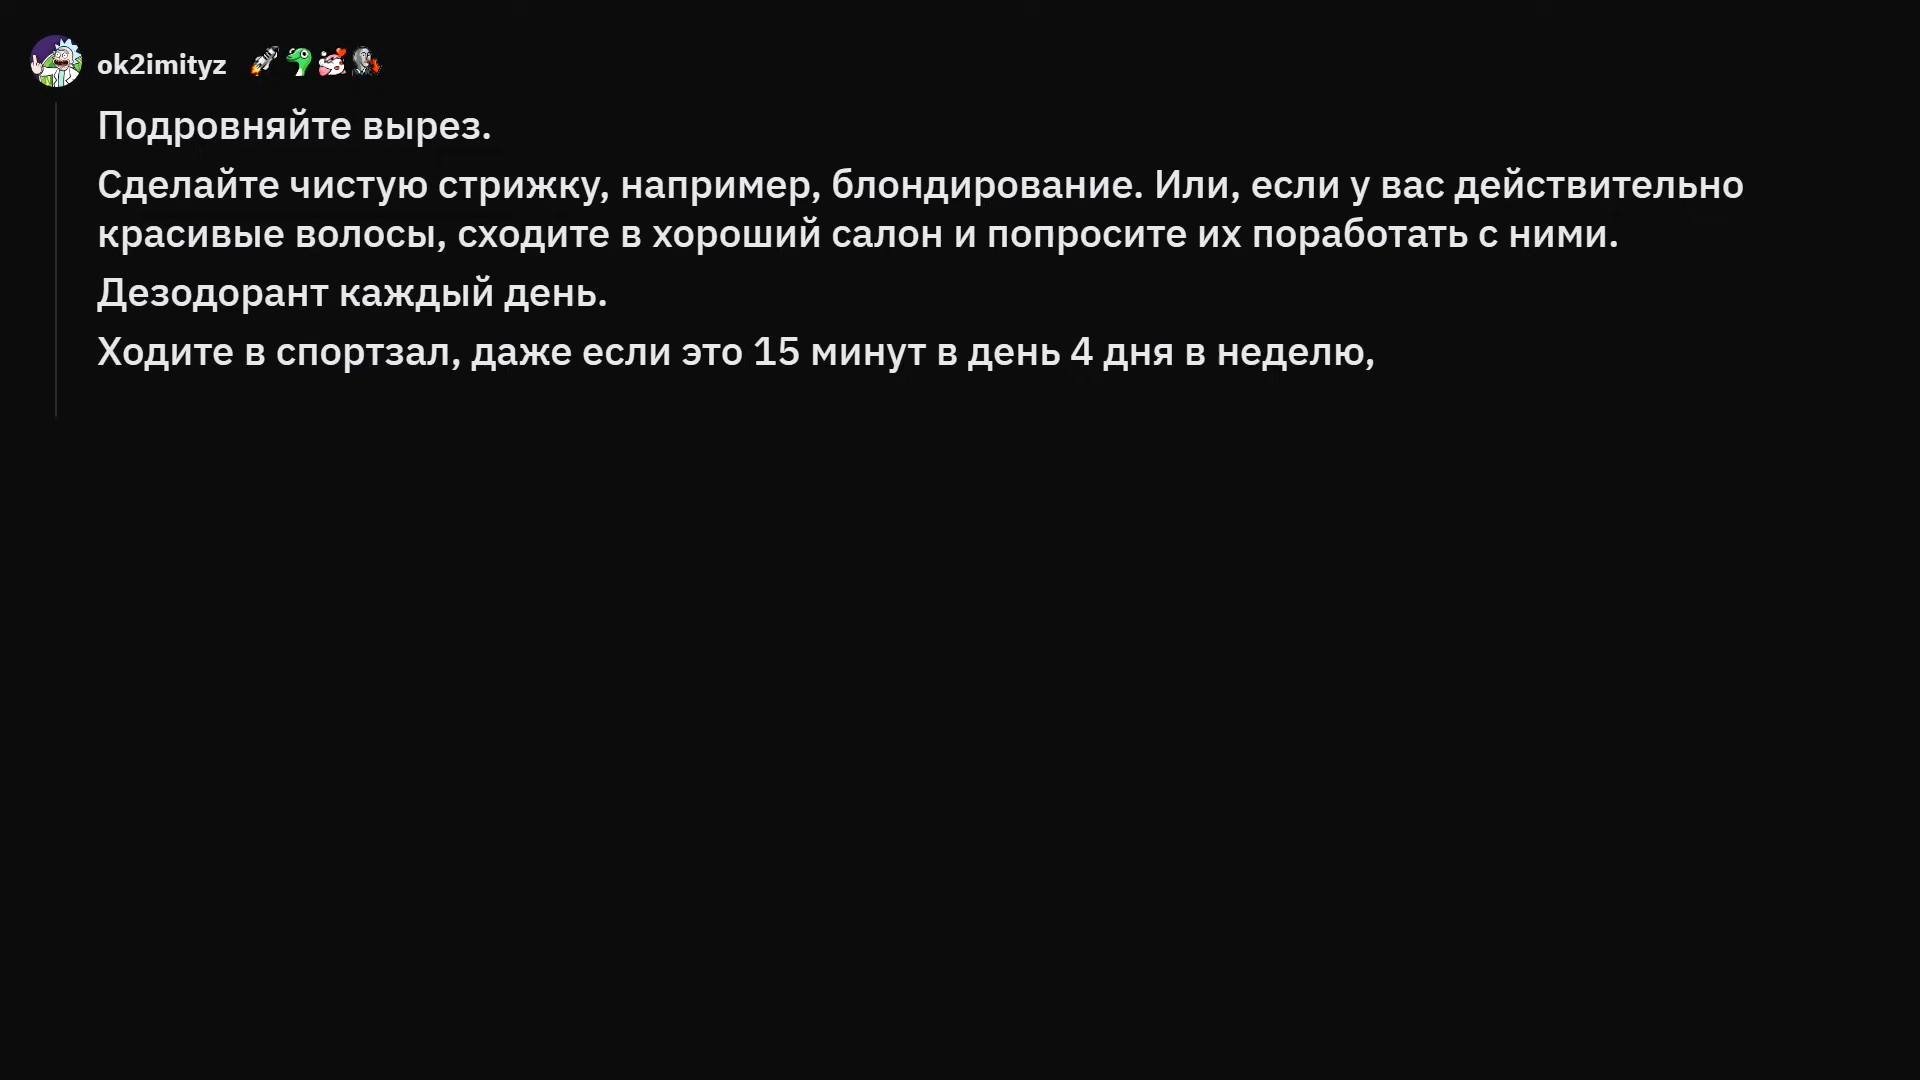 ok2imityz
Подровняйте вырез.
Сделайте чистую стрижку, например, блондирование. Или, если у вас действительно
красивые волосы, сходите в хороший салон и попросите их поработать с ними.
Дезодорант каждый день.
Ходите в спортзал, даже если это 15 минут в день 4 дня в неделю,